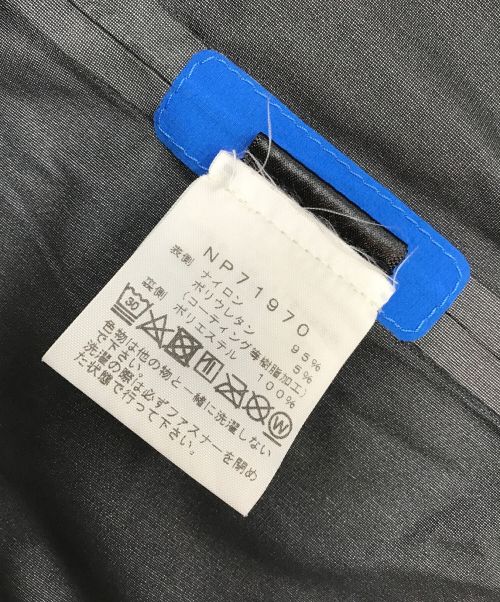 NP71970
表側 ナイロン 95%
ポリウレタン 5%
(コーティング等樹脂加工)
裏側 ポリエステル 100%
30 W
色物は他の物と一緒に洗濯しない
で下さい。
洗濯の際は必ずファスナーを閉め
た状態で行って下さい。